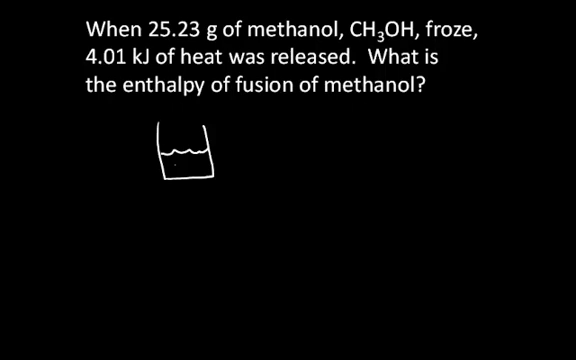 When 25.23 g of methanol, CH₃OH, froze,
4.01 kJ of heat was released.  What is
the enthalpy of fusion of methanol?